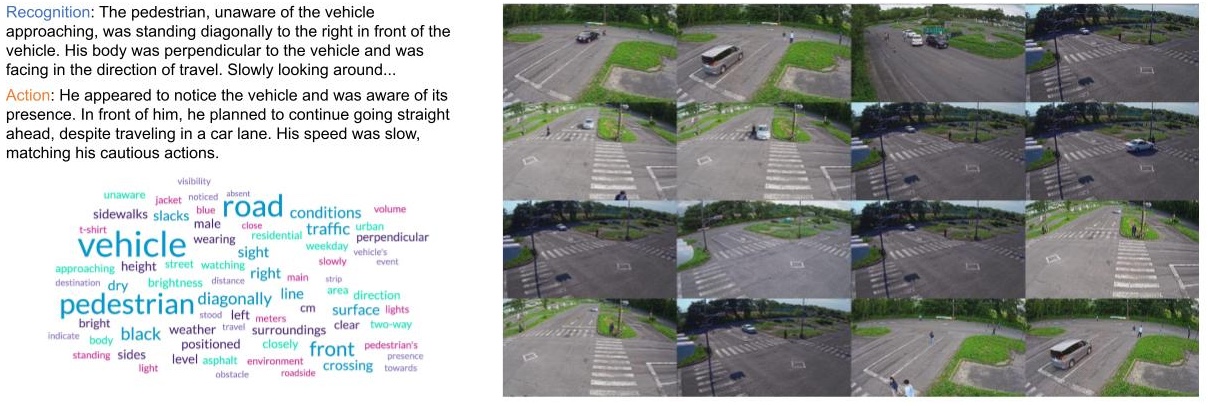 Recognition: The pedestrian, unaware of the vehicle
approaching, was standing diagonally to the right in front of the
vehicle. His body was perpendicular to the vehicle and was
facing in the direction of travel. Slowly looking around...
Action: He appeared to notice the vehicle and was aware of its
presence. In front of him, he planned to continue going straight
ahead, despite traveling in a car lane. His speed was slow,
matching his cautious actions.
visibility
unaware jacket noticed absent
sidewalks slacks blue road conditions volume
t-shirt male close traffic urban
vehicle wearing residential perpendicular
sight weekday vehicle's
approaching height street watching right slowly event
destination dry brightness distance main strip
pedestrian diagonally line area direction
stood left meters cm surface lights
bright black weather travel surroundings clear two-way
indicate body positioned closely front pedestrian's
standing sides level asphalt environment crossing presence
light obstacle roadside towards